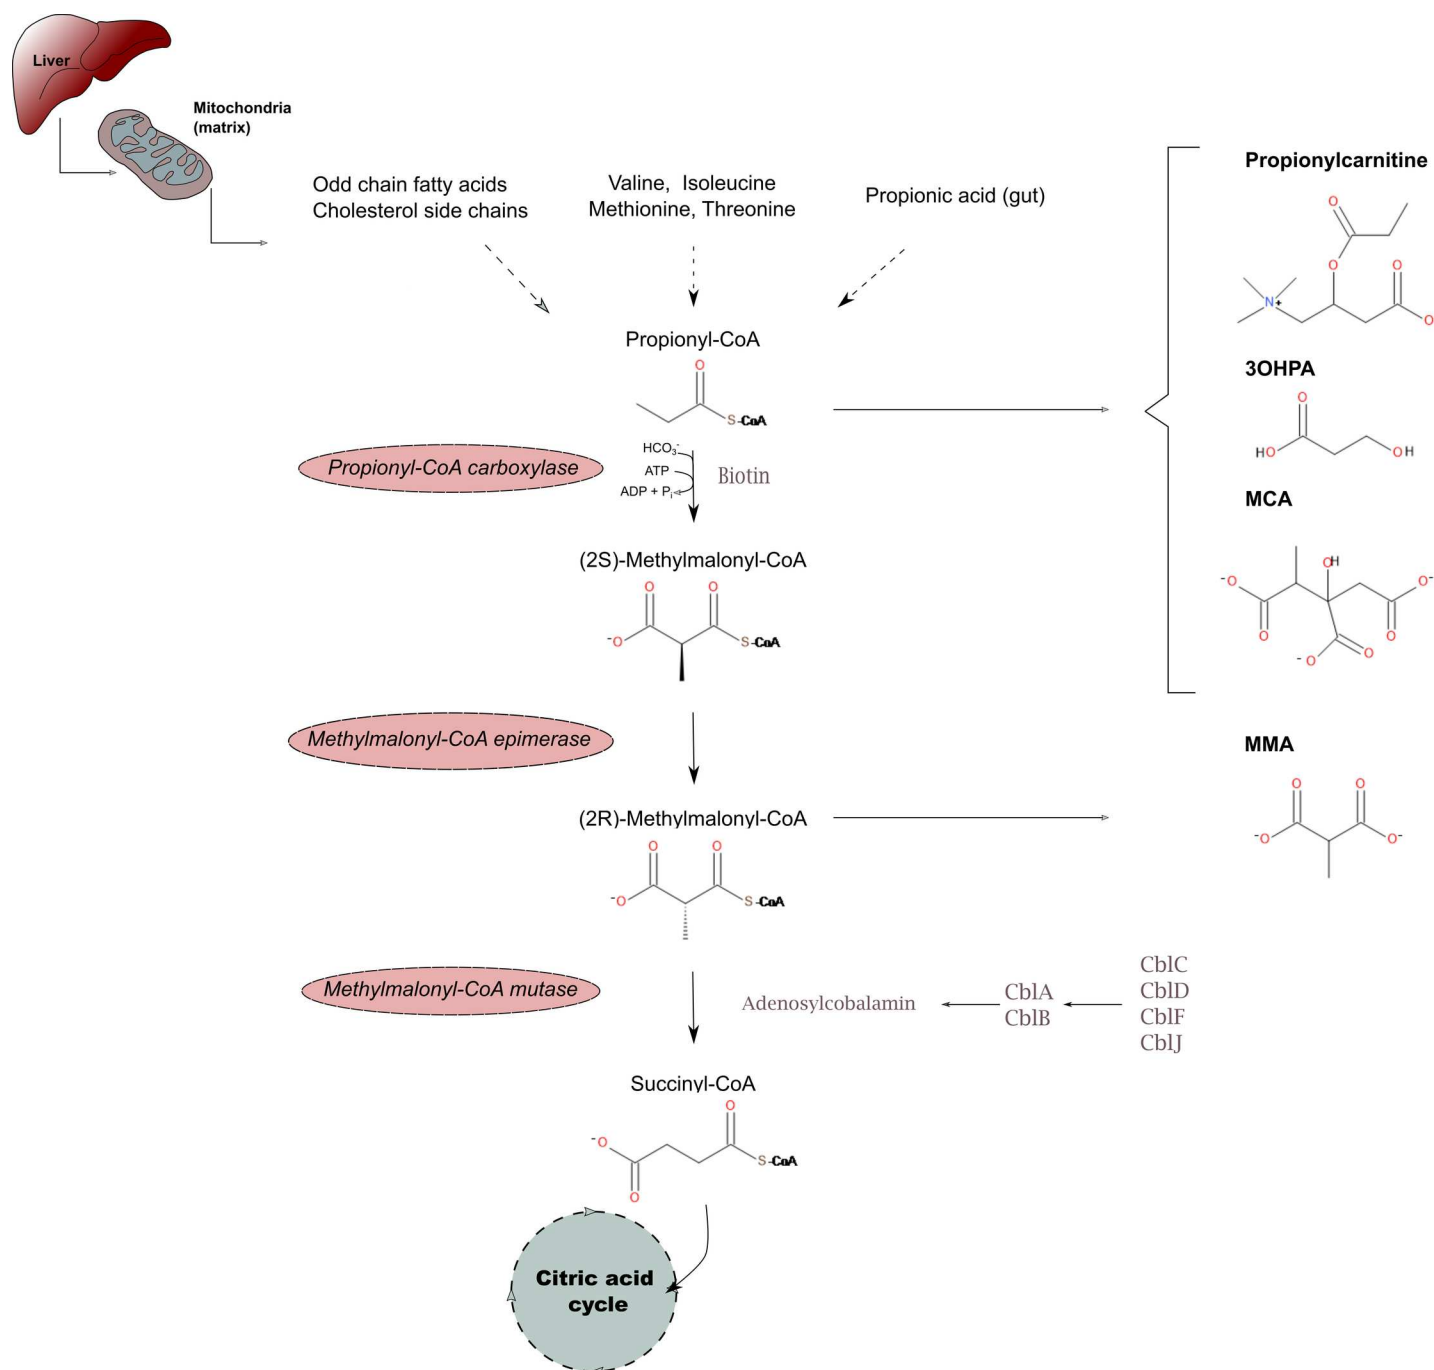 Liver
Mitochondria
(matrix)
Odd chain fatty acids
Cholesterol side chains
Valine, Isoleucine
Methionine, Threonine
Propionic acid (gut)
Propionyl-CoA
O
S-CoA
Propionyl-CoA carboxylase
HCO3-
ATP
ADP + Pi
Biotin
(2S)-Methylmalonyl-CoA
O O
-O S-CoA
Methylmalonyl-CoA epimerase
(2R)-Methylmalonyl-CoA
O O
-O S-CoA
Methylmalonyl-CoA mutase
Adenosylcobalamin
CblA
CblB
CblC
CblD
CblF
CblJ
Succinyl-CoA
O
-O
S-CoA
O
Citric acid
cycle
Propionylcarnitine
O
O O
N+
O
3OHPA
O
HO OH
MCA
OH
-O O-
O O
O
-O
MMA
O O
-O O-